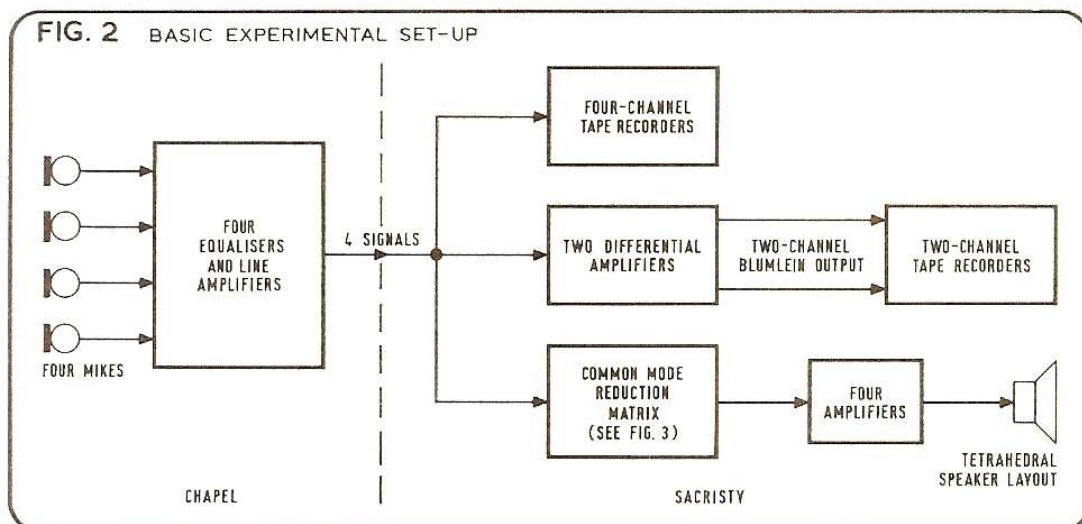 FIG. 2 BASIC EXPERIMENTAL SET-UP
FOUR-CHANNEL
TAPE RECORDERS
FOUR
EQUALISERS
AND LINE
AMPLIFIERS
4 SIGNALS
TWO DIFFERENTIAL
AMPLIFIERS
TWO-CHANNEL
BLUMLEIN OUTPUT
TWO-CHANNEL
TAPE RECORDERS
FOUR MIKES
COMMON MODE
REDUCTION
MATRIX
(SEE FIG. 3)
FOUR
AMPLIFIERS
TETRAHEDRAL
SPEAKER LAYOUT
CHAPEL
SACRISTY